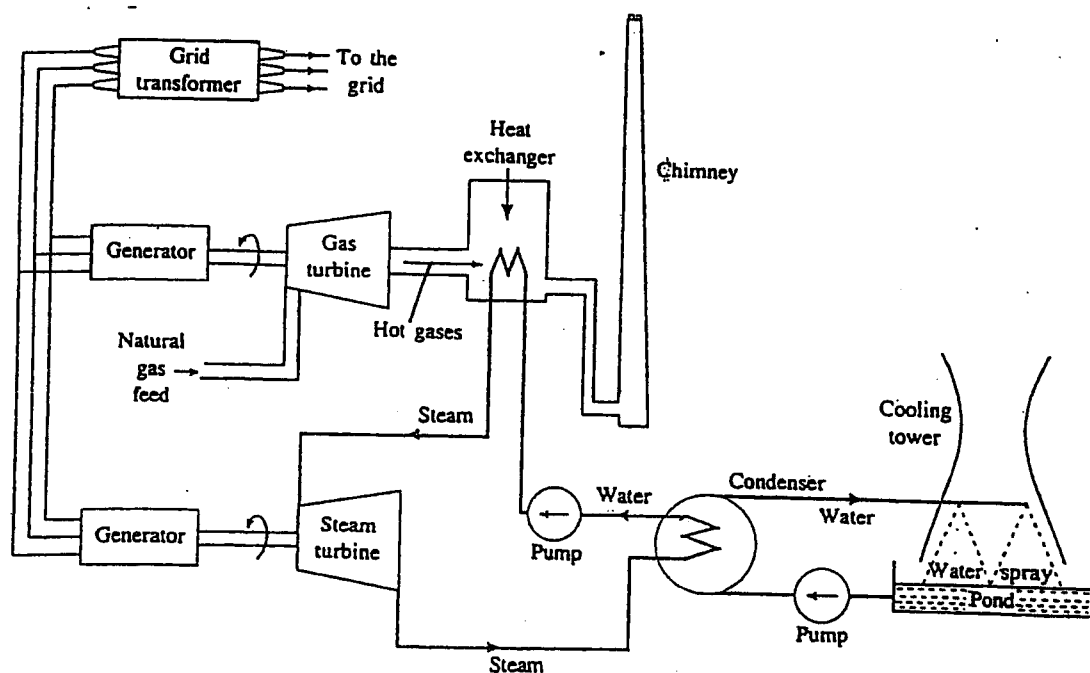 Grid
transformer
To the
grid
Heat
exchanger
Chimney
Generator
Gas
turbine
Hot gases
Natural
gas
feed
Steam
Cooling
tower
Condenser
Water
Water
Generator
Steam
turbine
Pump
Water spray
Pond
Pump
Steam